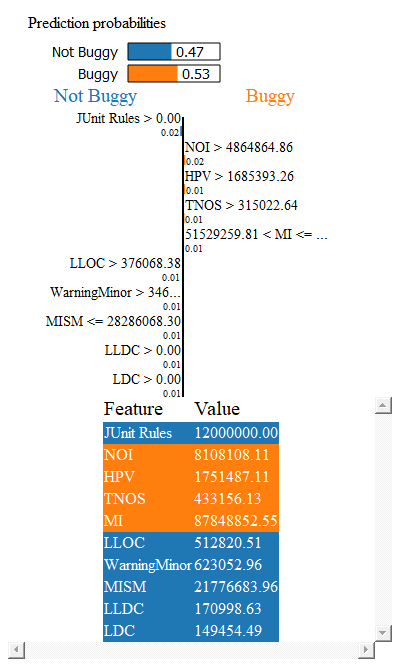 Prediction probabilities
Not Buggy 0.47
Buggy 0.53
Not Buggy Buggy
JUnit Rules > 0.00
0.02
NOI > 4864864.86
0.02
HPV > 1685393.26
0.01
TNOS > 315022.64
0.01
51529259.81 < MI <= ...
0.01
LLOC > 376068.38
0.01
WarningMinor > 346...
0.01
MISM <= 28286068.30
0.01
LLDC > 0.00
0.01
LDC > 0.00
0.01
Feature Value
JUnit Rules 12000000.00
NOI 8108108.11
HPV 1751487.11
TNOS 433156.13
MI 87848852.55
LLOC 512820.51
WarningMinor 623052.96
MISM 21776683.96
LLDC 170998.63
LDC 149454.49